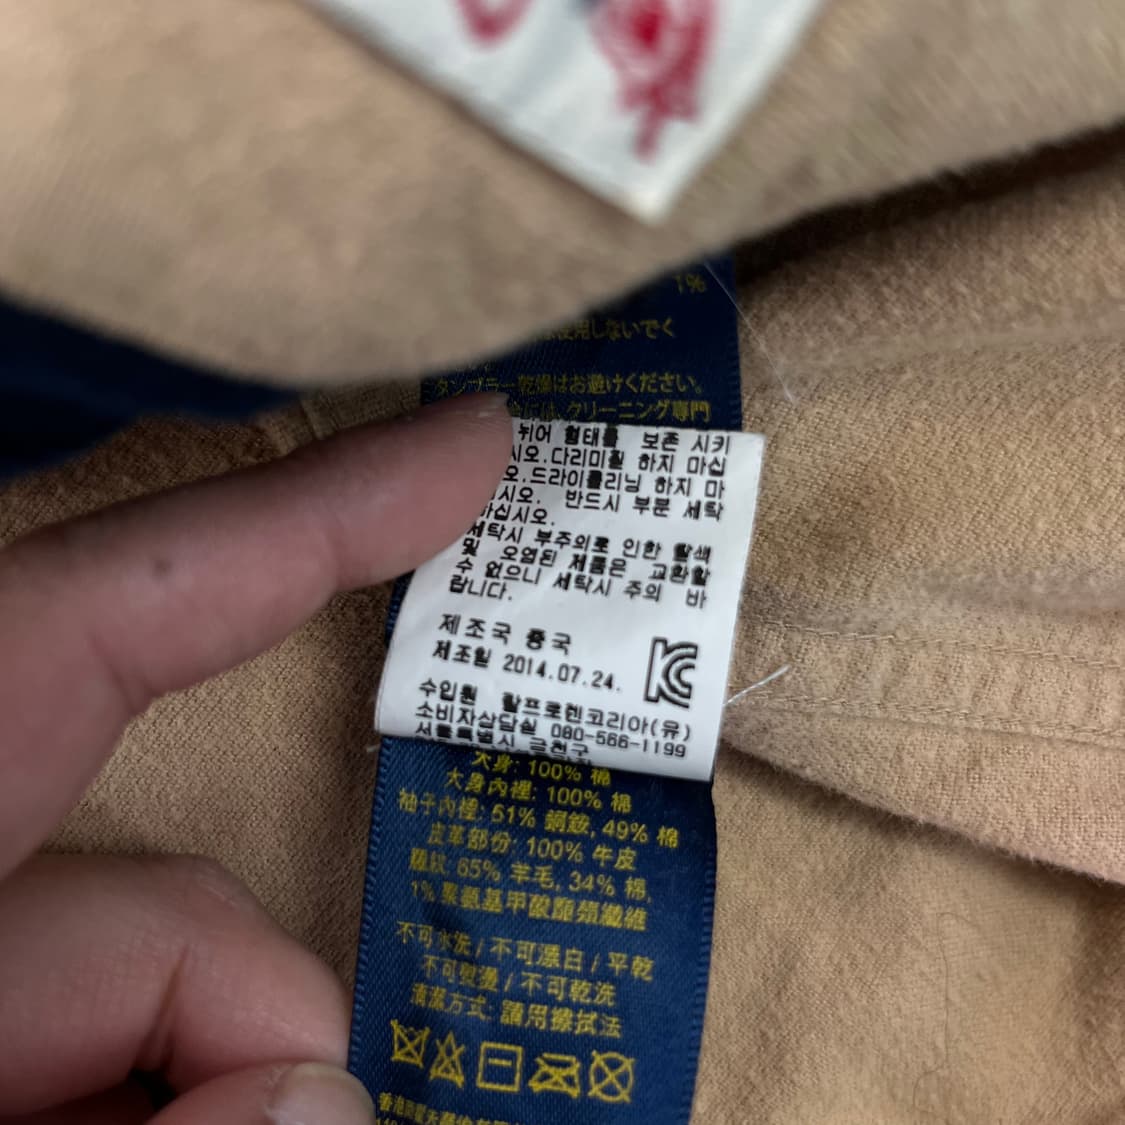 1%
使用しないでく
タンブラー乾燥はお避けください。
には、クリーニング専門
뉘어 형태를 보존 시키
시오.다리미질 하지 마십
오.드라이클리닝 하지 마
시오. 반드시 부분 세탁
하십시오.
세탁시 부주의로 인한 탈색
및 오염된 제품은 교환할
수 없으니 세탁시 주의 바
랍니다.
제조국 중국
제조일 2014.07.24.
수입원 랄프로렌코리아(유)
소비자상담실 080-566-1199
서울특별시 금천구
大身: 100% 棉
大身內裡: 100% 棉
袖子內裡: 51% 銅銨, 49% 棉
皮革部份: 100% 牛皮
羅紋: 65% 羊毛, 34% 棉,
1% 聚氨基甲酸酯類纖維
不可水洗 / 不可漂白 / 平乾
不可熨燙 / 不可乾洗
清潔方式: 請用擦拭法